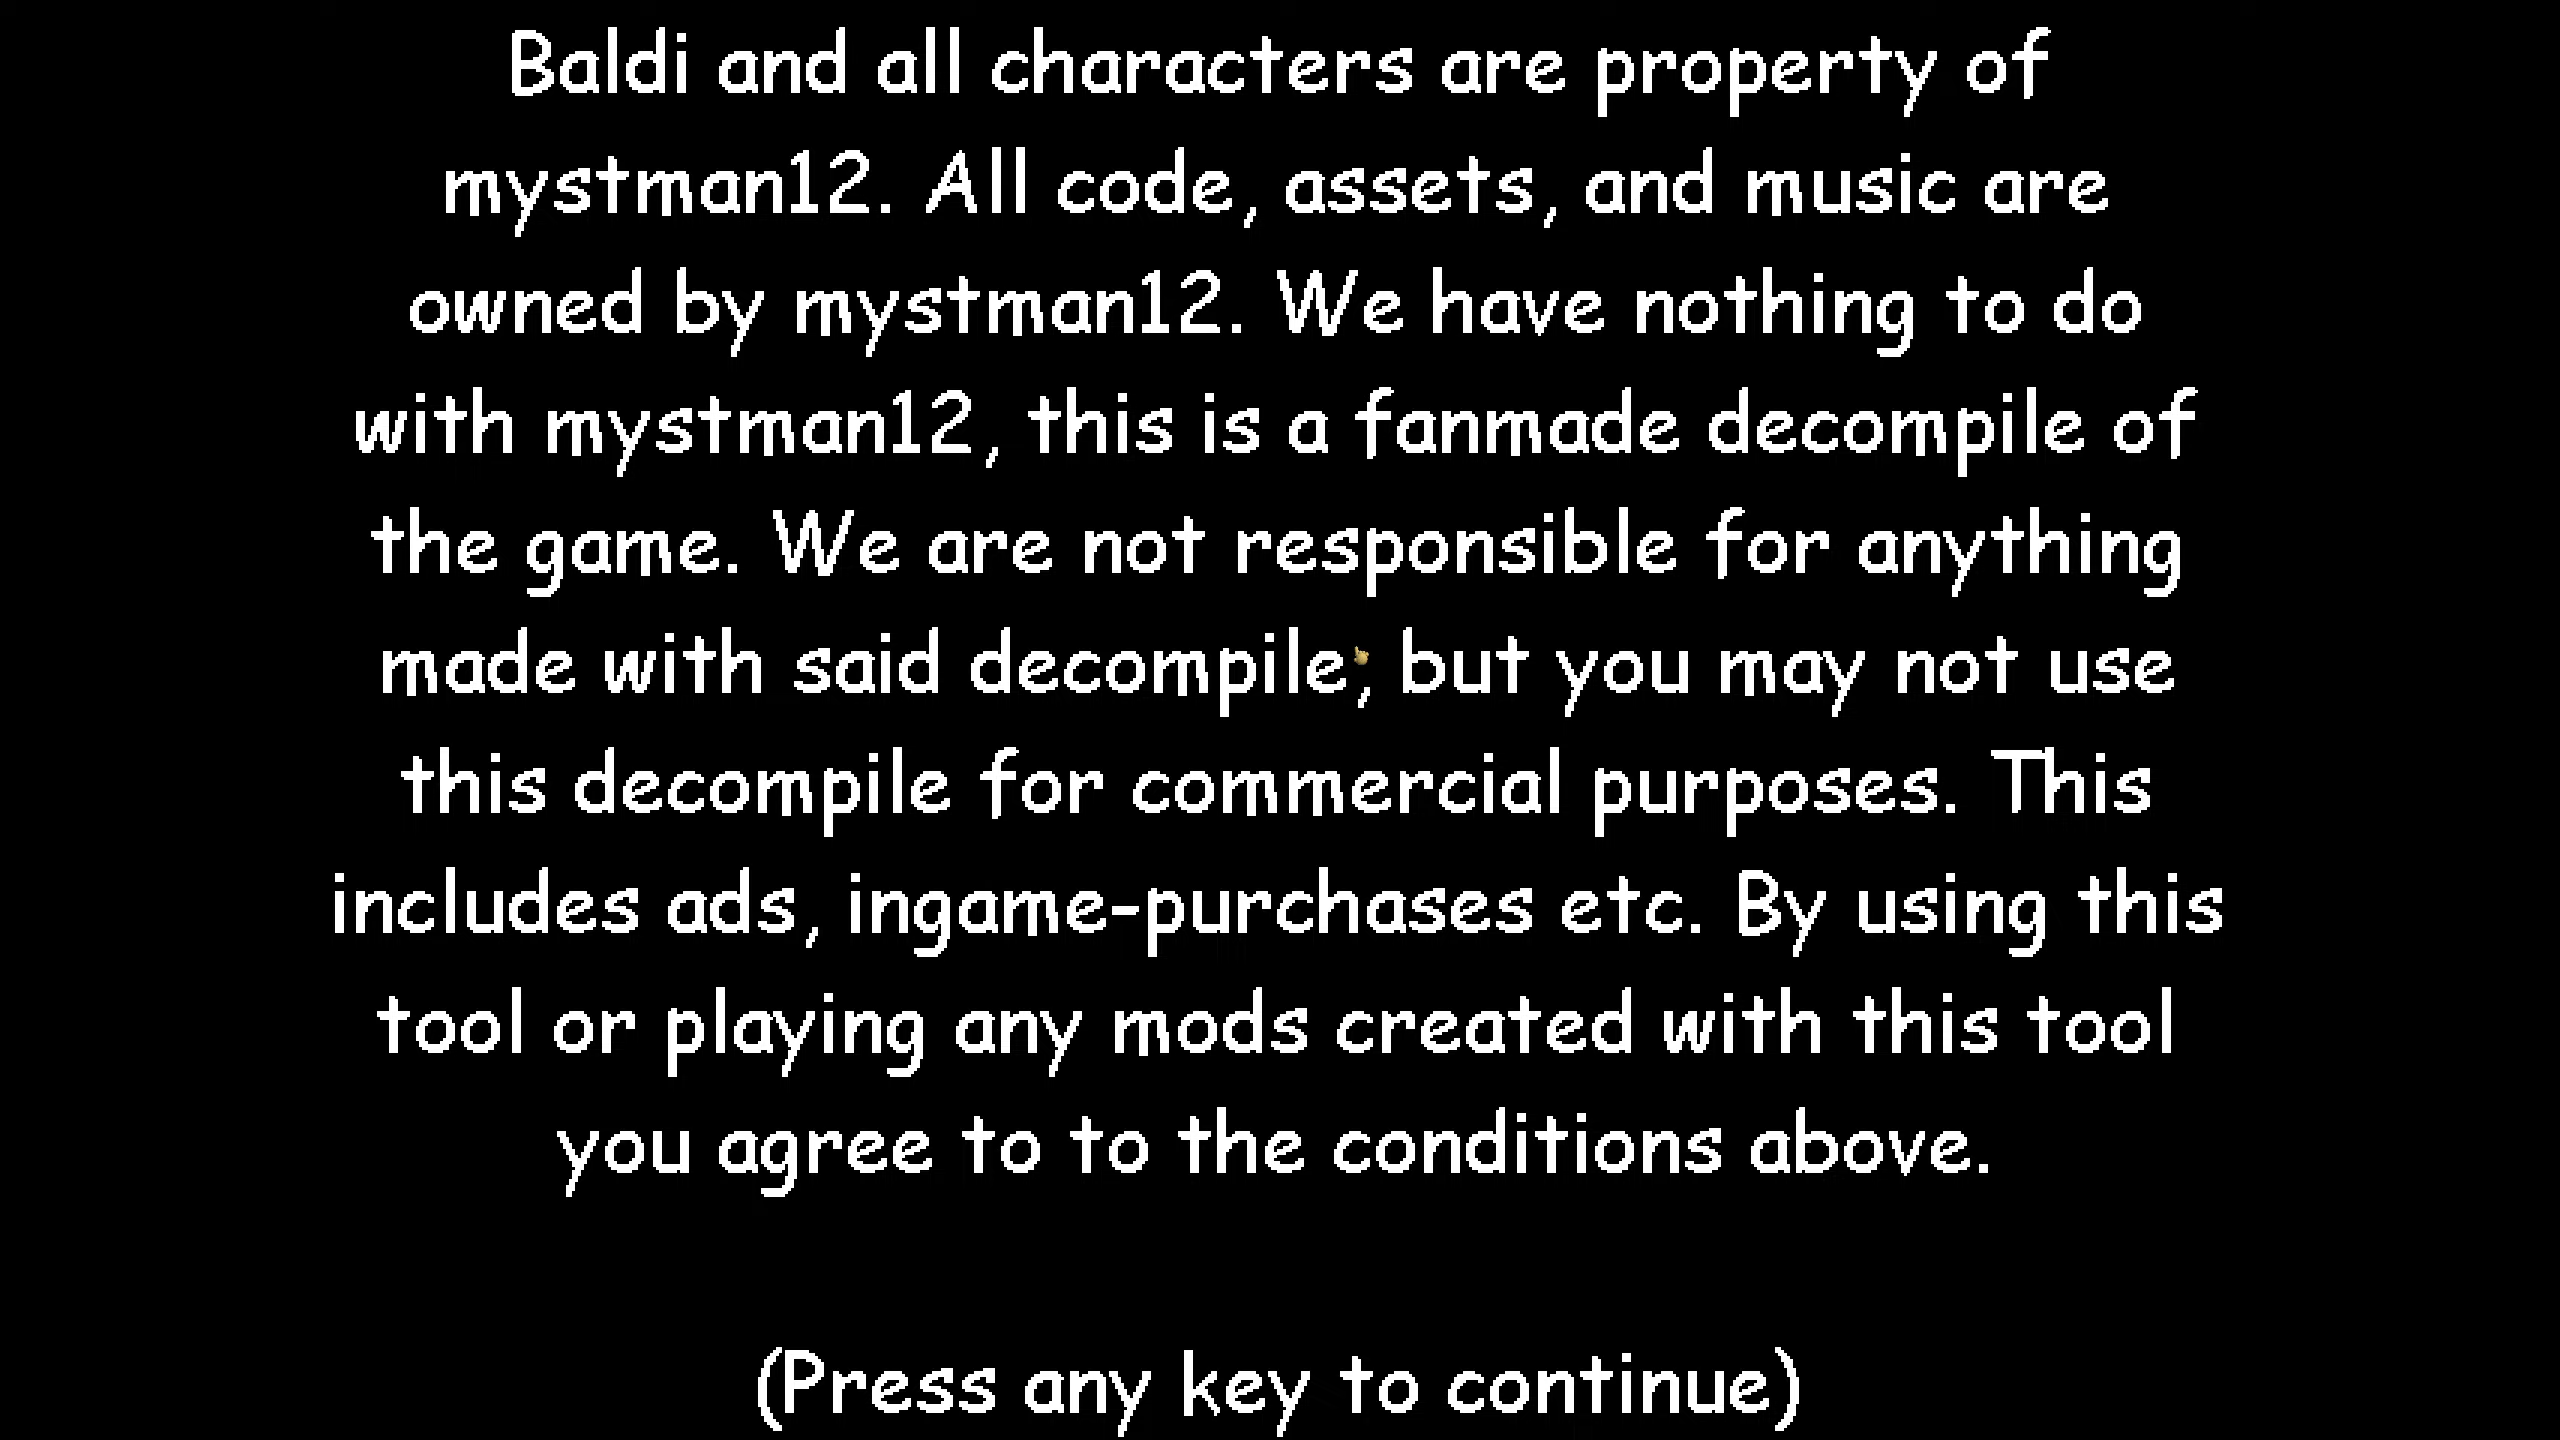 Baldi and all characters are property of
mystman12. All code, assets, and music are
owned by mystman12. We have nothing to do
with mystman12, this is a fanmade decompile of
the game. We are not responsible for anything
made with said decompile, but you may not use
this decompile for commercial purposes. This
includes ads, ingame-purchases etc. By using this
tool or playing any mods created with this tool
you agree to to the conditions above.
(Press any key to continue)